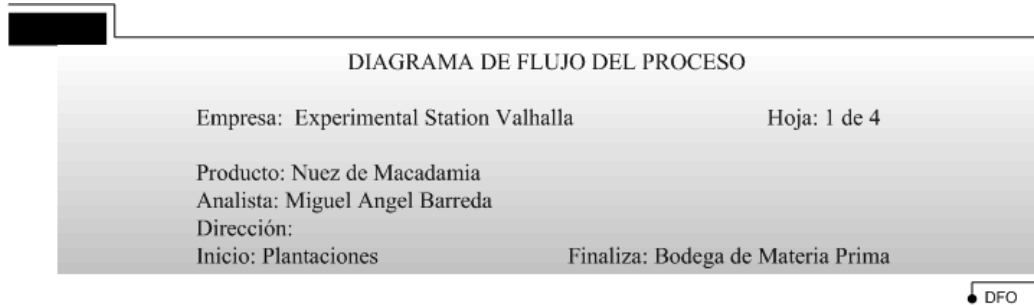 DIAGRAMA DE FLUJO DEL PROCESO
Empresa: Experimental Station Valhalla Hoja: 1 de 4
Producto: Nuez de Macadamia
Analista: Miguel Angel Barreda
Dirección:
Inicio: Plantaciones Finaliza: Bodega de Materia Prima
DFO